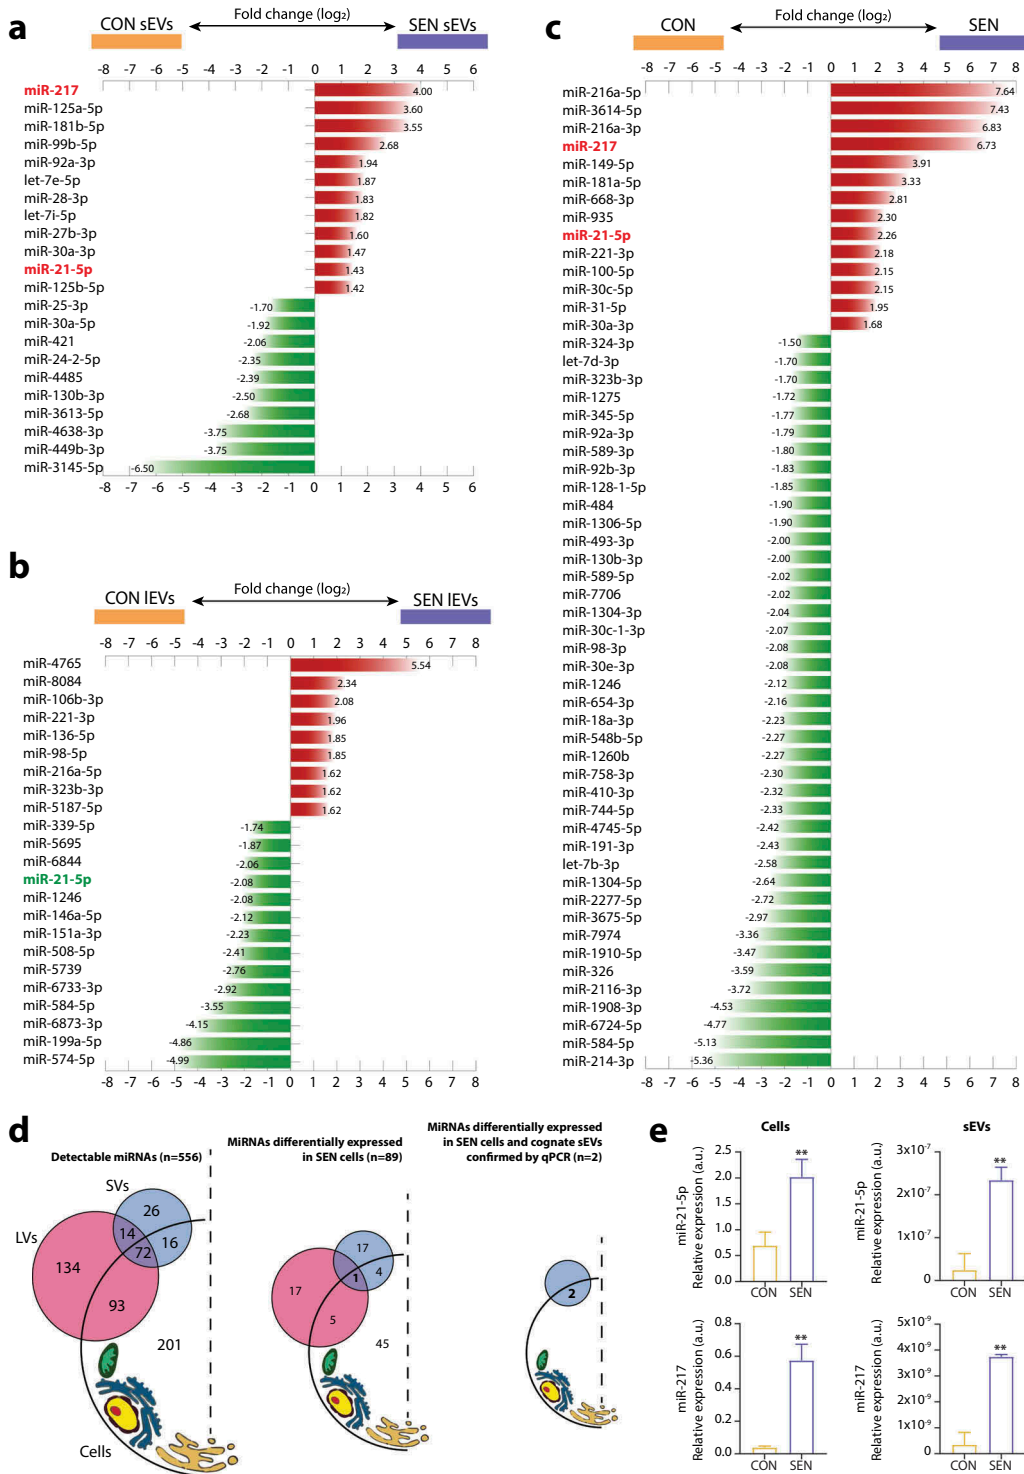 a
CON sEVs
Fold change (log₂)
SEN sEVs
-8 -7 -6 -5 -4 -3 -2 -1 0 1 2 3 4 5 6
miR-217 4.00
miR-125a-5p 3.60
miR-181b-5p 3.55
miR-99b-5p 2.68
miR-92a-3p 1.94
let-7e-5p 1.87
miR-28-3p 1.83
let-7i-5p 1.82
miR-27b-3p 1.60
miR-30a-3p 1.47
miR-21-5p 1.43
miR-125b-5p 1.42
miR-25-3p -1.70
miR-30a-5p -1.92
miR-421 -2.06
miR-24-2-5p -2.35
miR-4485 -2.39
miR-130b-3p -2.50
miR-3613-5p -2.68
miR-4638-3p -3.75
miR-449b-3p -3.75
miR-3145-5p -6.50
-8 -7 -6 -5 -4 -3 -2 -1 0 1 2 3 4 5 6
b
CON lEVs
Fold change (log₂)
SEN lEVs
-8 -7 -6 -5 -4 -3 -2 -1 0 1 2 3 4 5 6 7 8
miR-4765 5.54
miR-8084 2.34
miR-106b-3p 2.08
miR-221-3p 1.96
miR-136-5p 1.85
miR-98-5p 1.85
miR-216a-5p 1.62
miR-323b-3p 1.62
miR-5187-5p 1.62
miR-339-5p -1.74
miR-5695 -1.87
miR-6844 -2.06
miR-21-5p -2.08
miR-1246 -2.08
miR-146a-5p -2.12
miR-151a-3p -2.23
miR-508-5p -2.41
miR-5739 -2.76
miR-6733-3p -2.92
miR-584-5p -3.55
miR-6873-3p -4.15
miR-199a-5p -4.86
miR-574-5p -4.99
-8 -7 -6 -5 -4 -3 -2 -1 0 1 2 3 4 5 6 7 8
c
CON
Fold change (log₂)
SEN
-8 -7 -6 -5 -4 -3 -2 -1 0 1 2 3 4 5 6 7 8
miR-216a-5p 7.64
miR-3614-5p 7.43
miR-216a-3p 6.83
miR-217 6.73
miR-149-5p 3.91
miR-181a-5p 3.33
miR-668-3p 2.81
miR-935 2.30
miR-21-5p 2.26
miR-221-3p 2.18
miR-100-5p 2.15
miR-30c-5p 2.15
miR-31-5p 1.95
miR-30a-3p 1.68
miR-324-3p -1.50
let-7d-3p -1.70
miR-323b-3p -1.70
miR-1275 -1.72
miR-345-5p -1.77
miR-92a-3p -1.79
miR-589-3p -1.80
miR-92b-3p -1.83
miR-128-1-5p -1.85
miR-484 -1.90
miR-1306-5p -1.90
miR-493-3p -2.00
miR-130b-3p -2.00
miR-589-5p -2.02
miR-7706 -2.02
miR-1304-3p -2.04
miR-30c-1-3p -2.07
miR-98-3p -2.08
miR-30e-3p -2.08
miR-1246 -2.12
miR-654-3p -2.16
miR-18a-3p -2.23
miR-548b-5p -2.27
miR-1260b -2.27
miR-758-3p -2.30
miR-410-3p -2.32
miR-744-5p -2.33
miR-4745-5p -2.42
miR-191-3p -2.43
let-7b-3p -2.58
miR-1304-5p -2.64
miR-2277-5p -2.72
miR-3675-5p -2.97
miR-7974 -3.36
miR-1910-5p -3.47
miR-326 -3.59
miR-2116-3p -3.72
miR-1908-3p -4.53
miR-6724-5p -4.77
miR-584-5p -5.13
miR-214-3p -5.36
-8 -7 -6 -5 -4 -3 -2 -1 0 1 2 3 4 5 6 7 8
d
Detectable miRNAs (n=556)
SVs
LVs
26
14
16
72
134
93
201
Cells
MiRNAs differentially expressed
in SEN cells (n=89)
17
4
1
17
5
45
MiRNAs differentially expressed
in SEN cells and cognate sEVs
confirmed by qPCR (n=2)
2
e
Cells
miR-21-5p
Relative expression (a.u.)
2.5
2.0
1.5
1.0
0.5
0.0
**
CON SEN
sEVs
miR-21-5p
Relative expression (a.u.)
3x10⁻⁷
2x10⁻⁷
1x10⁻⁷
0
**
CON SEN
miR-217
Relative expression (a.u.)
0.8
0.6
0.4
0.2
0.0
**
CON SEN
miR-217
Relative expression (a.u.)
5x10⁻⁹
4x10⁻⁹
3x10⁻⁹
2x10⁻⁹
1x10⁻⁹
0
**
CON SEN